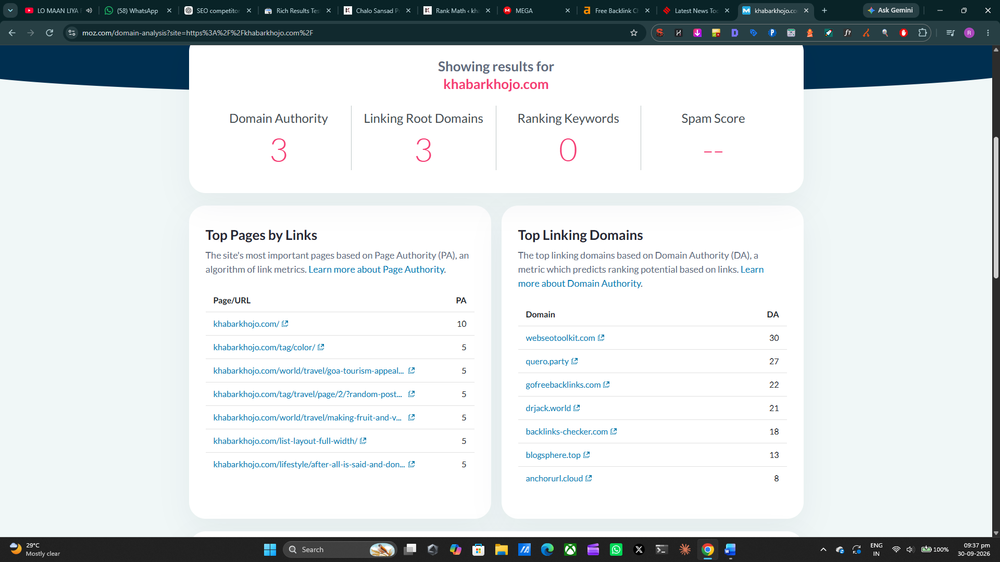 LO MAAN LIYA
(58) WhatsApp
SEO competitor
Rich Results Tes
Chalo Sansad P
Rank Math ‹ kha
MEGA
Free Backlink Ch
Latest News Tod
khabarkhojo.co
Ask Gemini
moz.com/domain-analysis?site=https%3A%2F%2Fkhabarkhojo.com%2F
R
Showing results for
khabarkhojo.com
Domain Authority
3
Linking Root Domains
3
Ranking Keywords
0
Spam Score
--
Top Pages by Links
The site's most important pages based on Page Authority (PA), an
algorithm of link metrics. Learn more about Page Authority.
Page/URL PA
khabarkhojo.com/ 10
khabarkhojo.com/tag/color/ 5
khabarkhojo.com/world/travel/goa-tourism-appeal... 5
khabarkhojo.com/tag/travel/page/2/?random-post... 5
khabarkhojo.com/world/travel/making-fruit-and-v... 5
khabarkhojo.com/list-layout-full-width/ 5
khabarkhojo.com/lifestyle/after-all-is-said-and-don... 5
Top Linking Domains
The top linking domains based on Domain Authority (DA), a
metric which predicts ranking potential based on links. Learn
more about Domain Authority.
Domain DA
webseotoolkit.com 30
quero.party 27
gofreebacklinks.com 22
drjack.world 21
backlinks-checker.com 18
blogsphere.top 13
anchorurl.cloud 8
29°C
Mostly clear
Search
ENG
IN
100%
09:37 pm
30-09-2026